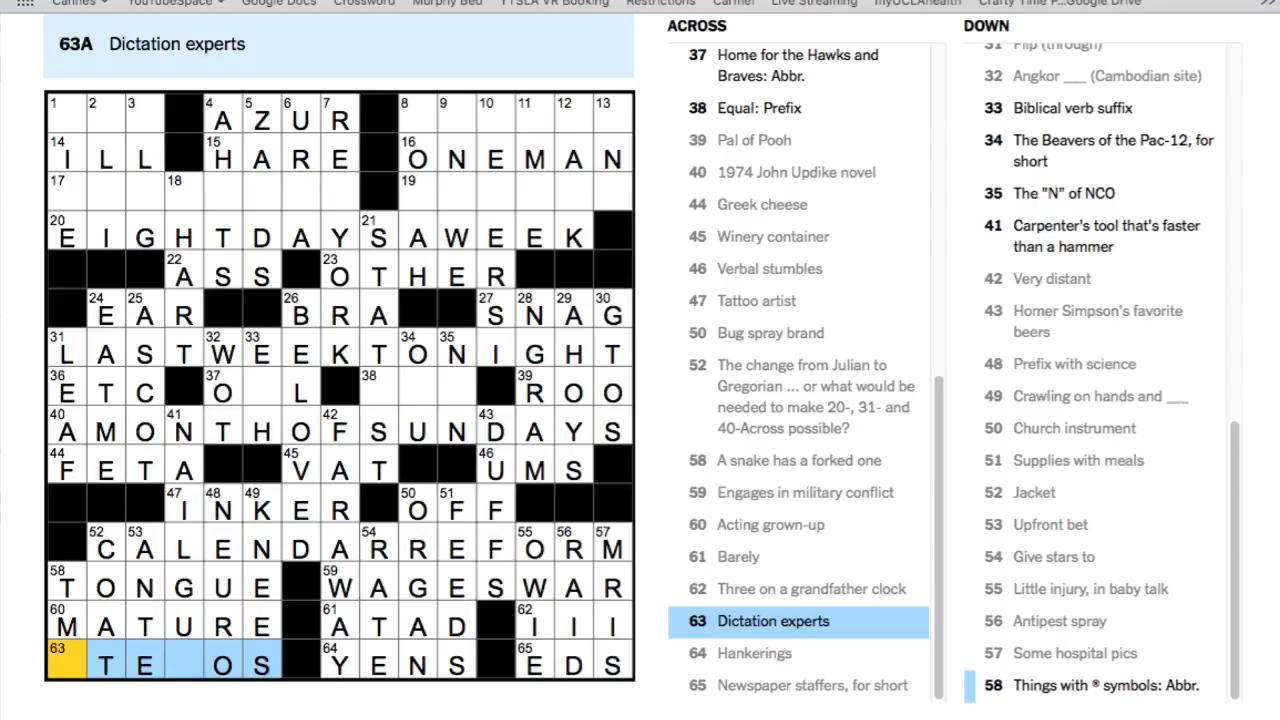 Cannes
YouTubeSpace
Google Docs
Crossword
Murphy Bed
YTSLA VR Booking
Restrictions
Carmel
Live Streaming
myUCLAhealth
Crafty Time P...Google Drive
63A Dictation experts
1 2 3 4 A 5 Z 6 U 7 R 8 9 10 11 12 13
14 I L L 15 H A R E 16 O N E M A N
17 18 19
20 E I G H T D A Y 21 S A W E E K
22 A S S 23 O T H E R
24 E 25 A R 26 B R A 27 S 28 N 29 A 30 G
31 L A S T 32 W 33 E E K T 34 O 35 N I G H T
36 E T C 37 O L 38 39 R O O
40 A M O 41 N T H O 42 F S U N 43 D A Y S
44 F E T A 45 V A T 46 U M S
47 I 48 N 49 K E R 50 O 51 F F
52 C 53 A L E N D A 54 R R E F 55 O 56 R 57 M
58 T O N G U E 59 W A G E S W A R
60 M A T U R E 61 A T A D 62 I I I
63 T E O S 64 Y E N S 65 E D S
ACROSS
37 Home for the Hawks and
Braves: Abbr.
38 Equal: Prefix
39 Pal of Pooh
40 1974 John Updike novel
44 Greek cheese
45 Winery container
46 Verbal stumbles
47 Tattoo artist
50 Bug spray brand
52 The change from Julian to
Gregorian ... or what would be
needed to make 20-, 31- and
40-Across possible?
58 A snake has a forked one
59 Engages in military conflict
60 Acting grown-up
61 Barely
62 Three on a grandfather clock
63 Dictation experts
64 Hankerings
65 Newspaper staffers, for short
DOWN
31 Flip (through)
32 Angkor ___ (Cambodian site)
33 Biblical verb suffix
34 The Beavers of the Pac-12, for
short
35 The "N" of NCO
41 Carpenter's tool that's faster
than a hammer
42 Very distant
43 Homer Simpson's favorite
beers
48 Prefix with science
49 Crawling on hands and ___
50 Church instrument
51 Supplies with meals
52 Jacket
53 Upfront bet
54 Give stars to
55 Little injury, in baby talk
56 Antipest spray
57 Some hospital pics
58 Things with ® symbols: Abbr.